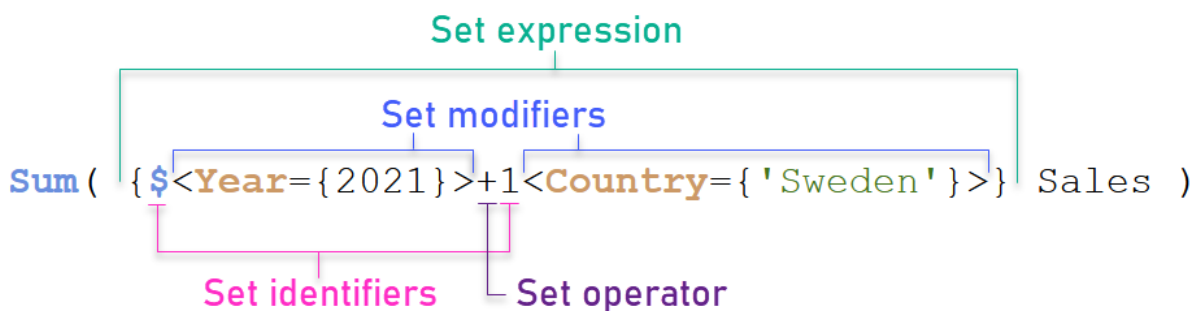 Set expression
Set modifiers
Sum( {$<Year={2021}>+1<Country={'Sweden'}>} Sales )
Set identifiers
Set operator